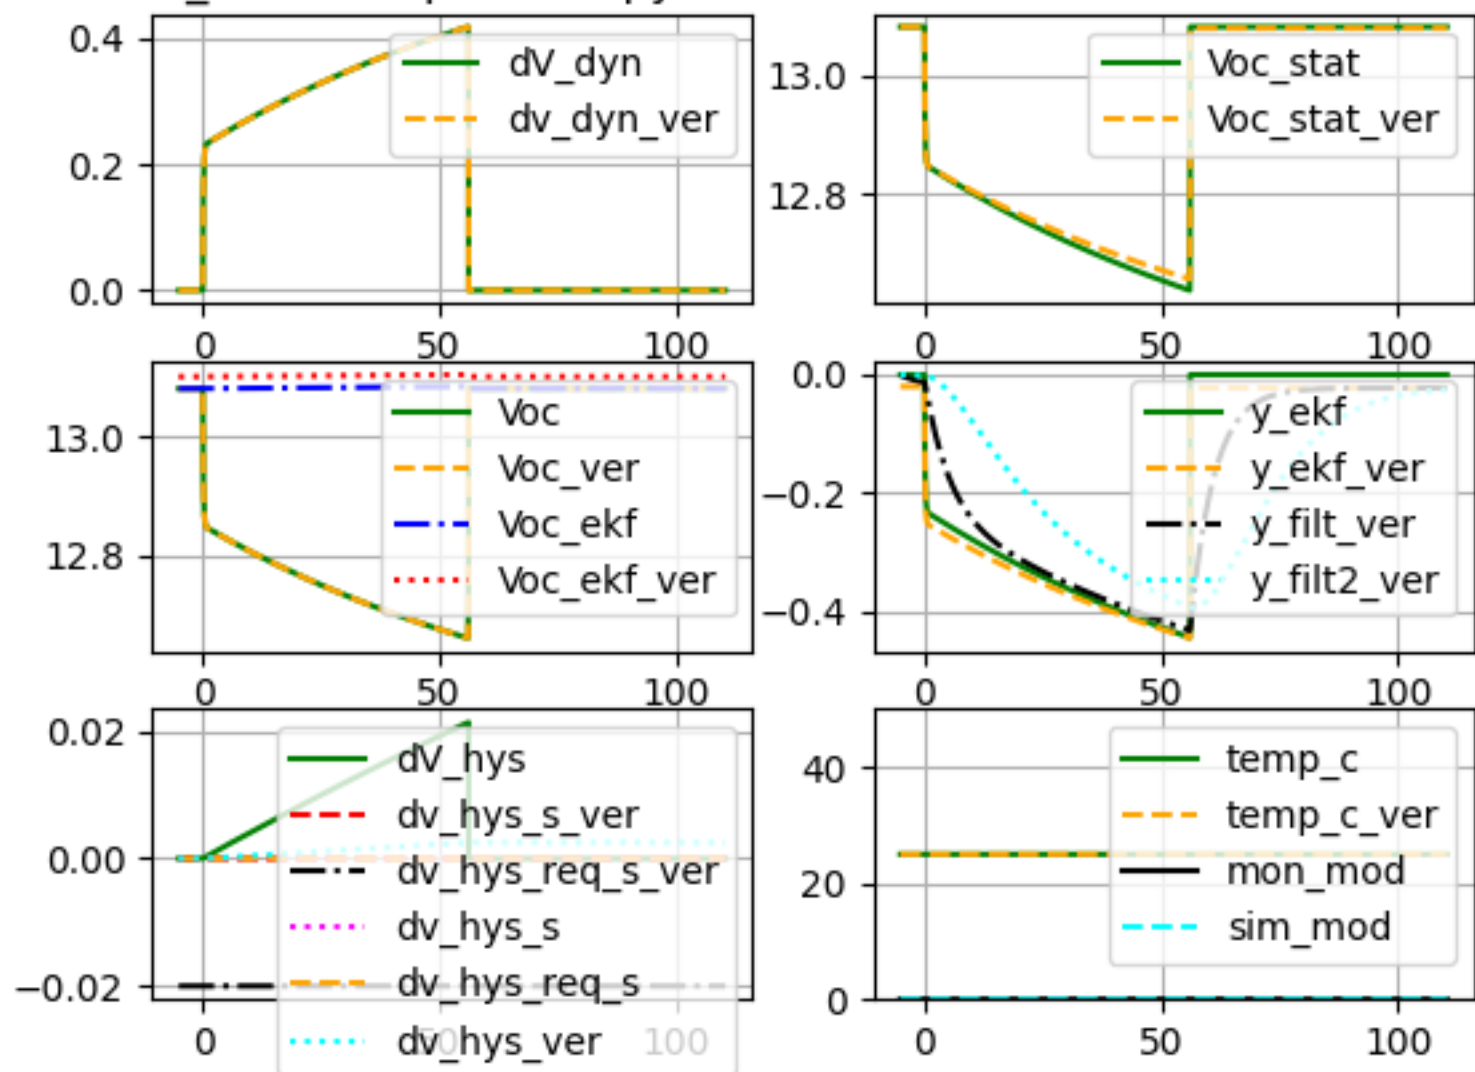 0.4
0.2
0.0
dV_dyn
dv_dyn_ver
0 50 100
13.0
12.8
Voc_stat
Voc_stat_ver
0 50 100
13.0
12.8
Voc
Voc_ver
Voc_ekf
Voc_ekf_ver
0 50 100
0.0
−0.2
−0.4
y_ekf
y_ekf_ver
y_filt_ver
y_filt2_ver
0 50 100
0.02
0.00
−0.02
dV_hys
dv_hys_s_ver
dv_hys_req_s_ver
dv_hys_s
dv_hys_req_s
dv_hys_ver
0 50 100
40
20
0
temp_c
temp_c_ver
mon_mod
sim_mod
0 50 100